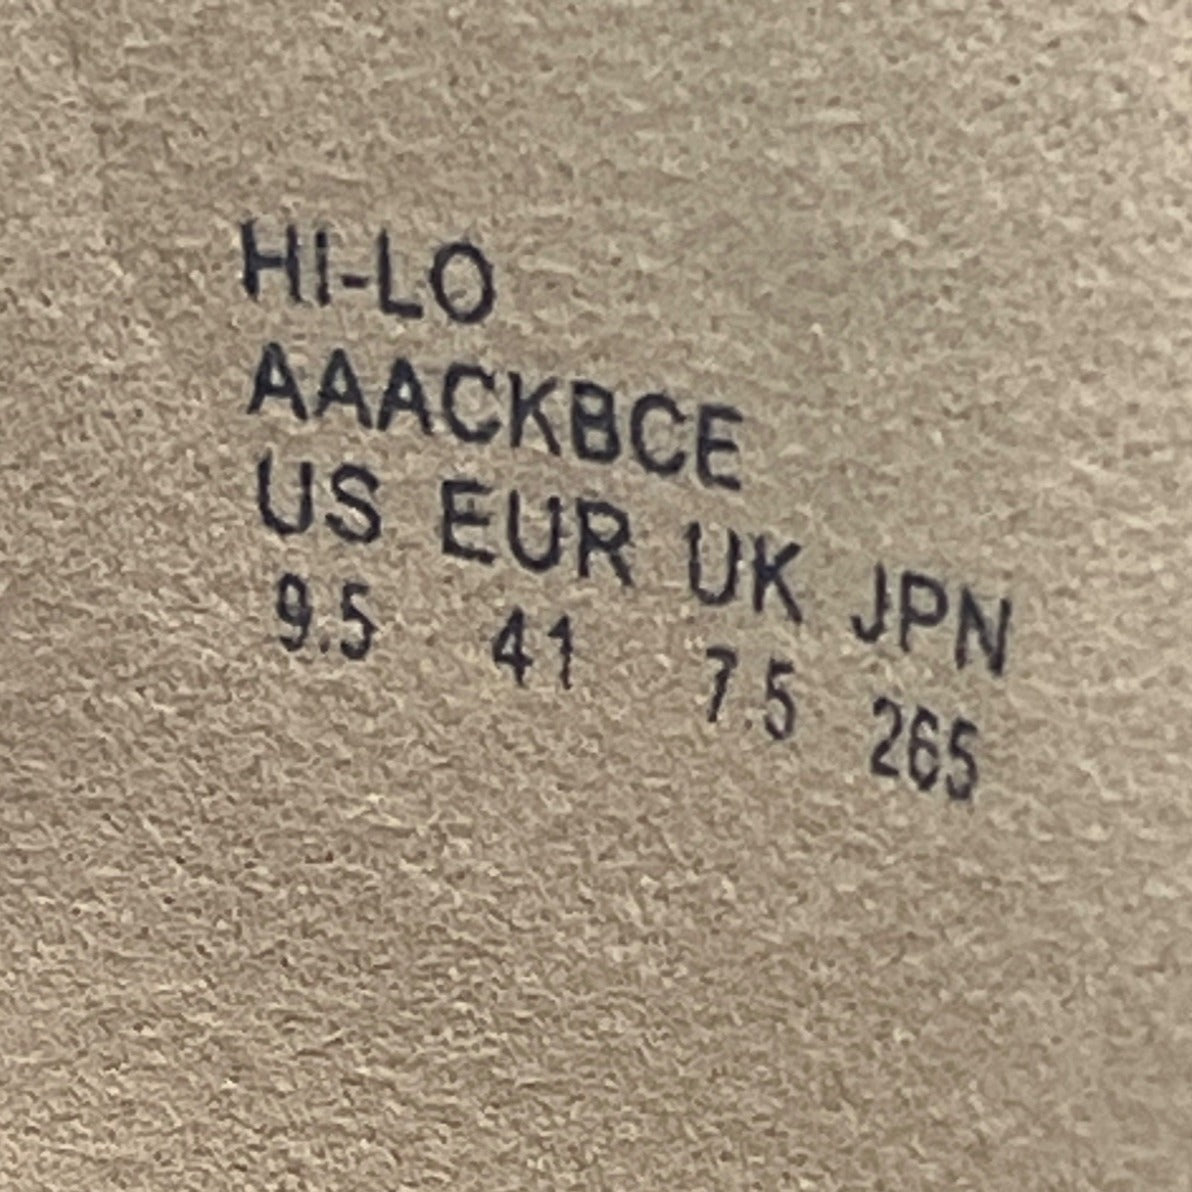 HI-LO
AAACKBCE
US EUR UK JPN
9.5 41 7.5 265